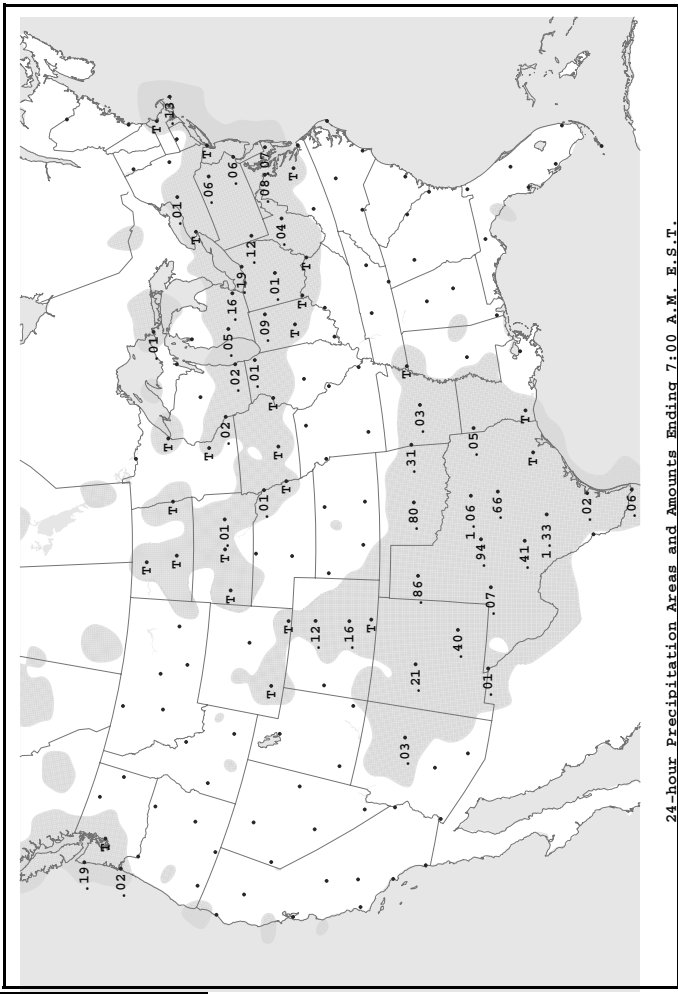 .19
T
.02
T
.01
T
T
.13
T
T
.01
T
T
.06
T
T
.01
.02
.05
T
.16
.06
.02
.19
.12
.01
.01
.09
.08
.07
T
T
.01
T
.04
T
T
T
T
T
T
.12
.16
T
.03
T
.31
.80
.21
.86
.03
.40
1.06
.05
.94
.01
.07
.66
.41
T
T
1.33
.02
.06
24-hour Precipitation Areas and Amounts Ending 7:00 A.M. E.S.T.